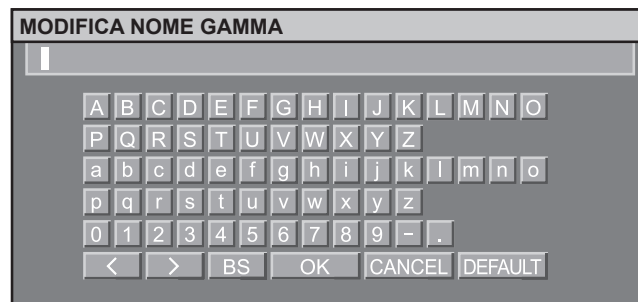 MODIFICA NOME GAMMA
A B C D E F G H I J K L M N O
P Q R S T U V W X Y Z
a b c d e f g h i j k l m n o
p q r s t u v w x y z
0 1 2 3 4 5 6 7 8 9 - .
< > BS OK CANCEL DEFAULT